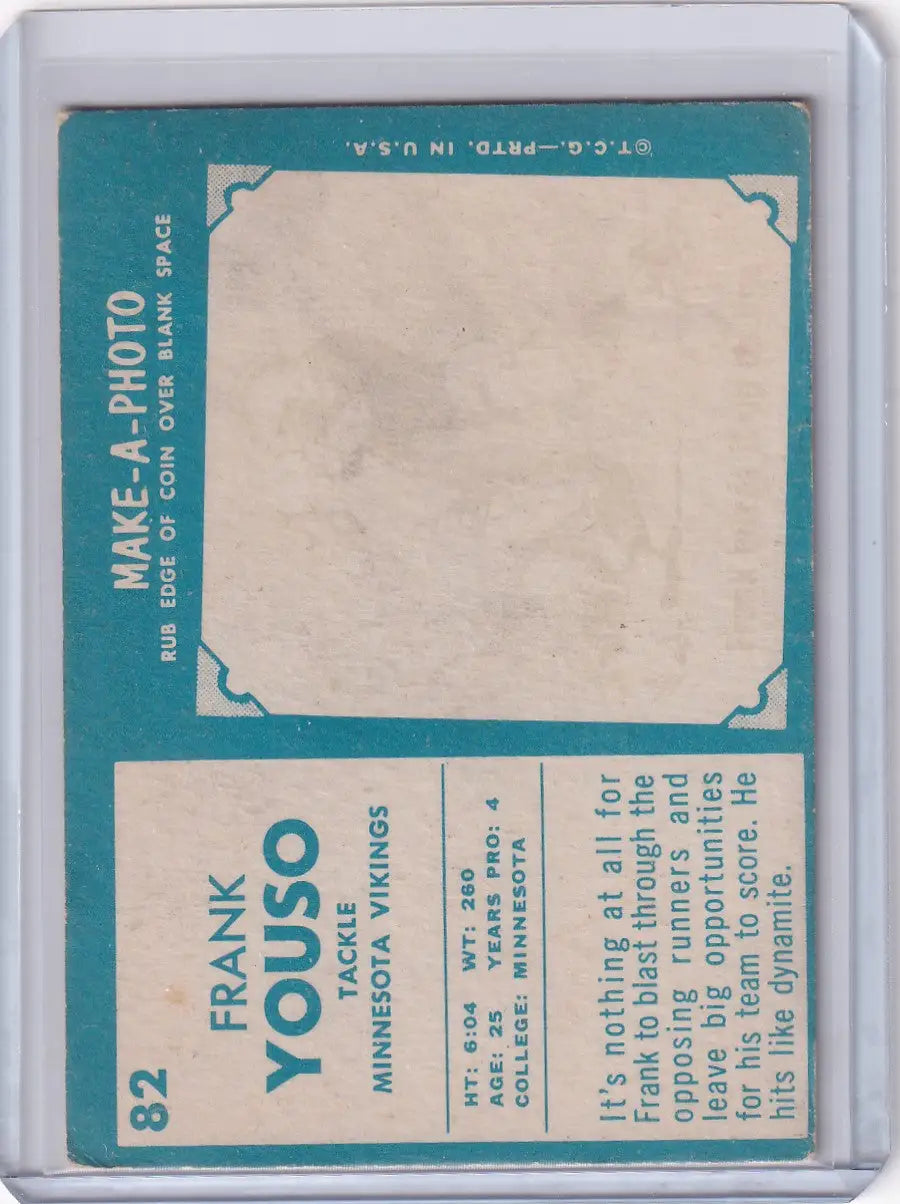 82
FRANK
YOUSO
TACKLE
MINNESOTA VIKINGS
HT: 6:04 WT: 260
AGE: 25 YEARS PRO: 4
COLLEGE: MINNESOTA
It's nothing at all for
Frank to blast through the
opposing runners and
leave big opportunities
for his team to score. He
hits like dynamite.
MAKE-A-PHOTO
RUB EDGE OF COIN OVER BLANK SPACE
©T.C.G.—PRTD. IN U.S.A.